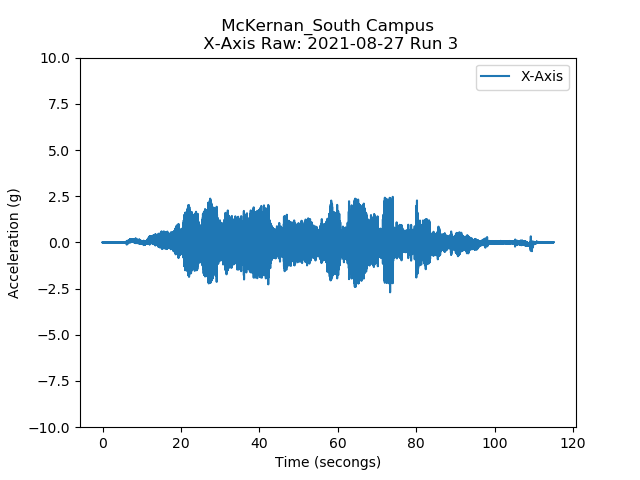 McKernan_South Campus
X-Axis Raw: 2021-08-27 Run 3
X-Axis
10.0
7.5
5.0
2.5
0.0
−2.5
−5.0
−7.5
−10.0
Acceleration (g)
0 20 40 60 80 100 120
Time (secongs)